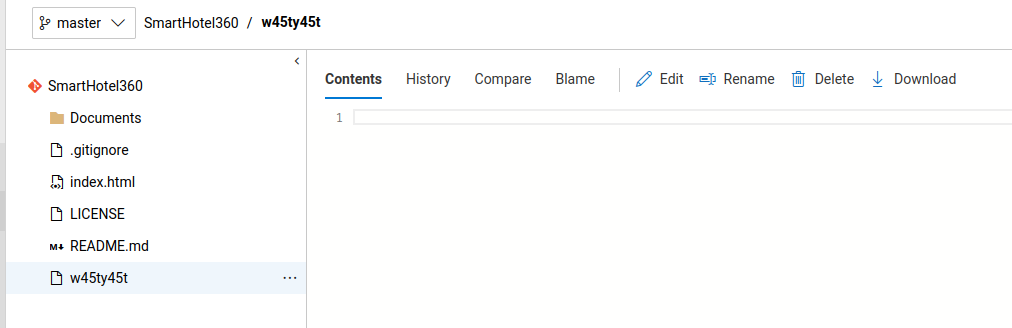 master SmartHotel360 / w45ty45t
SmartHotel360
Documents
.gitignore
index.html
LICENSE
README.md
w45ty45t
Contents History Compare Blame Edit Rename Delete Download
1